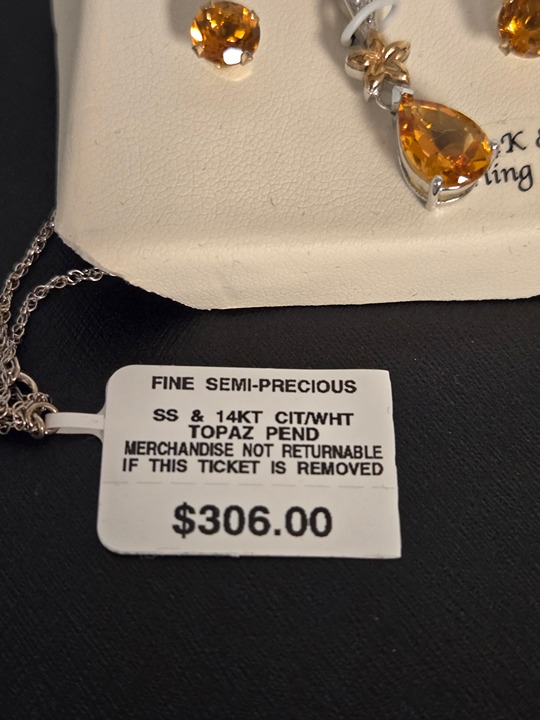 K &
ing
FINE SEMI-PRECIOUS
SS & 14KT CIT/WHT
TOPAZ PEND
MERCHANDISE NOT RETURNABLE
IF THIS TICKET IS REMOVED
$306.00